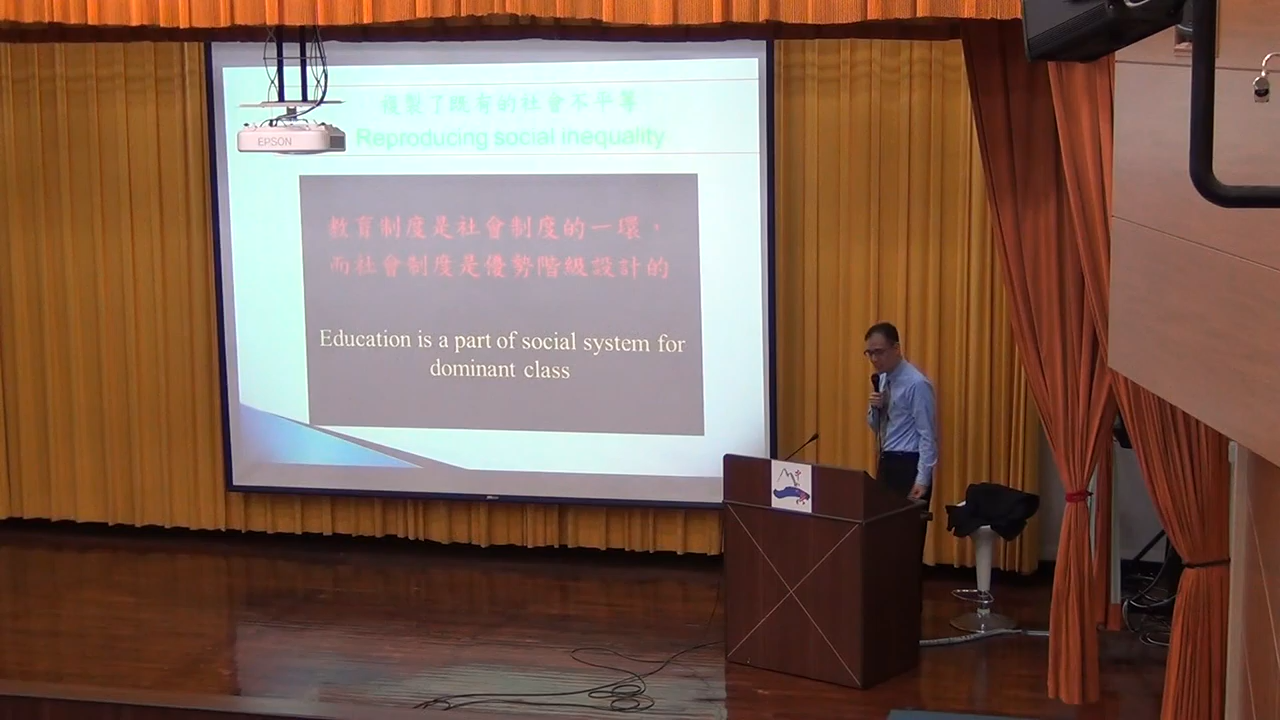 複製了既有的社會不平等
Reproducing social inequality
EPSON
教育制度是社會制度的一環，
而社會制度是優勢階級設計的
Education is a part of social system for
dominant class